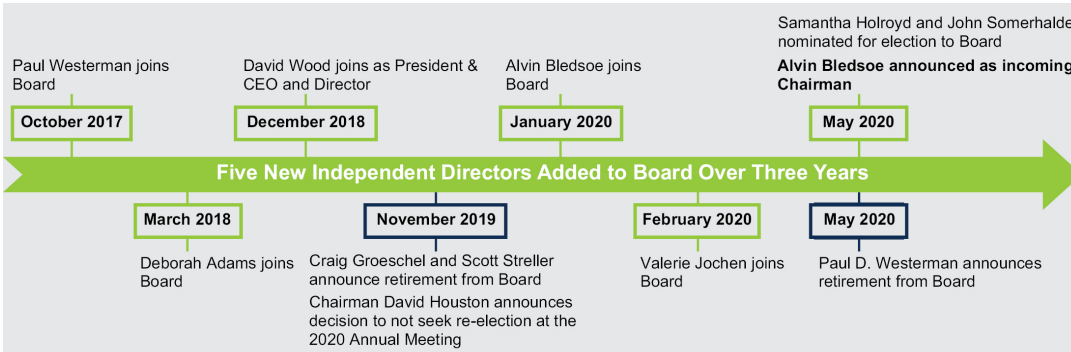 Samantha Holroyd and John Somerhalde
nominated for election to Board
Paul Westerman joins
Board
David Wood joins as President &
CEO and Director
Alvin Bledsoe joins
Board
Alvin Bledsoe announced as incoming
Chairman
October 2017
December 2018
January 2020
May 2020
Five New Independent Directors Added to Board Over Three Years
March 2018
November 2019
February 2020
May 2020
Deborah Adams joins
Board
Craig Groeschel and Scott Streller
announce retirement from Board
Chairman David Houston announces
decision to not seek re-election at the
2020 Annual Meeting
Valerie Jochen joins
Board
Paul D. Westerman announces
retirement from Board